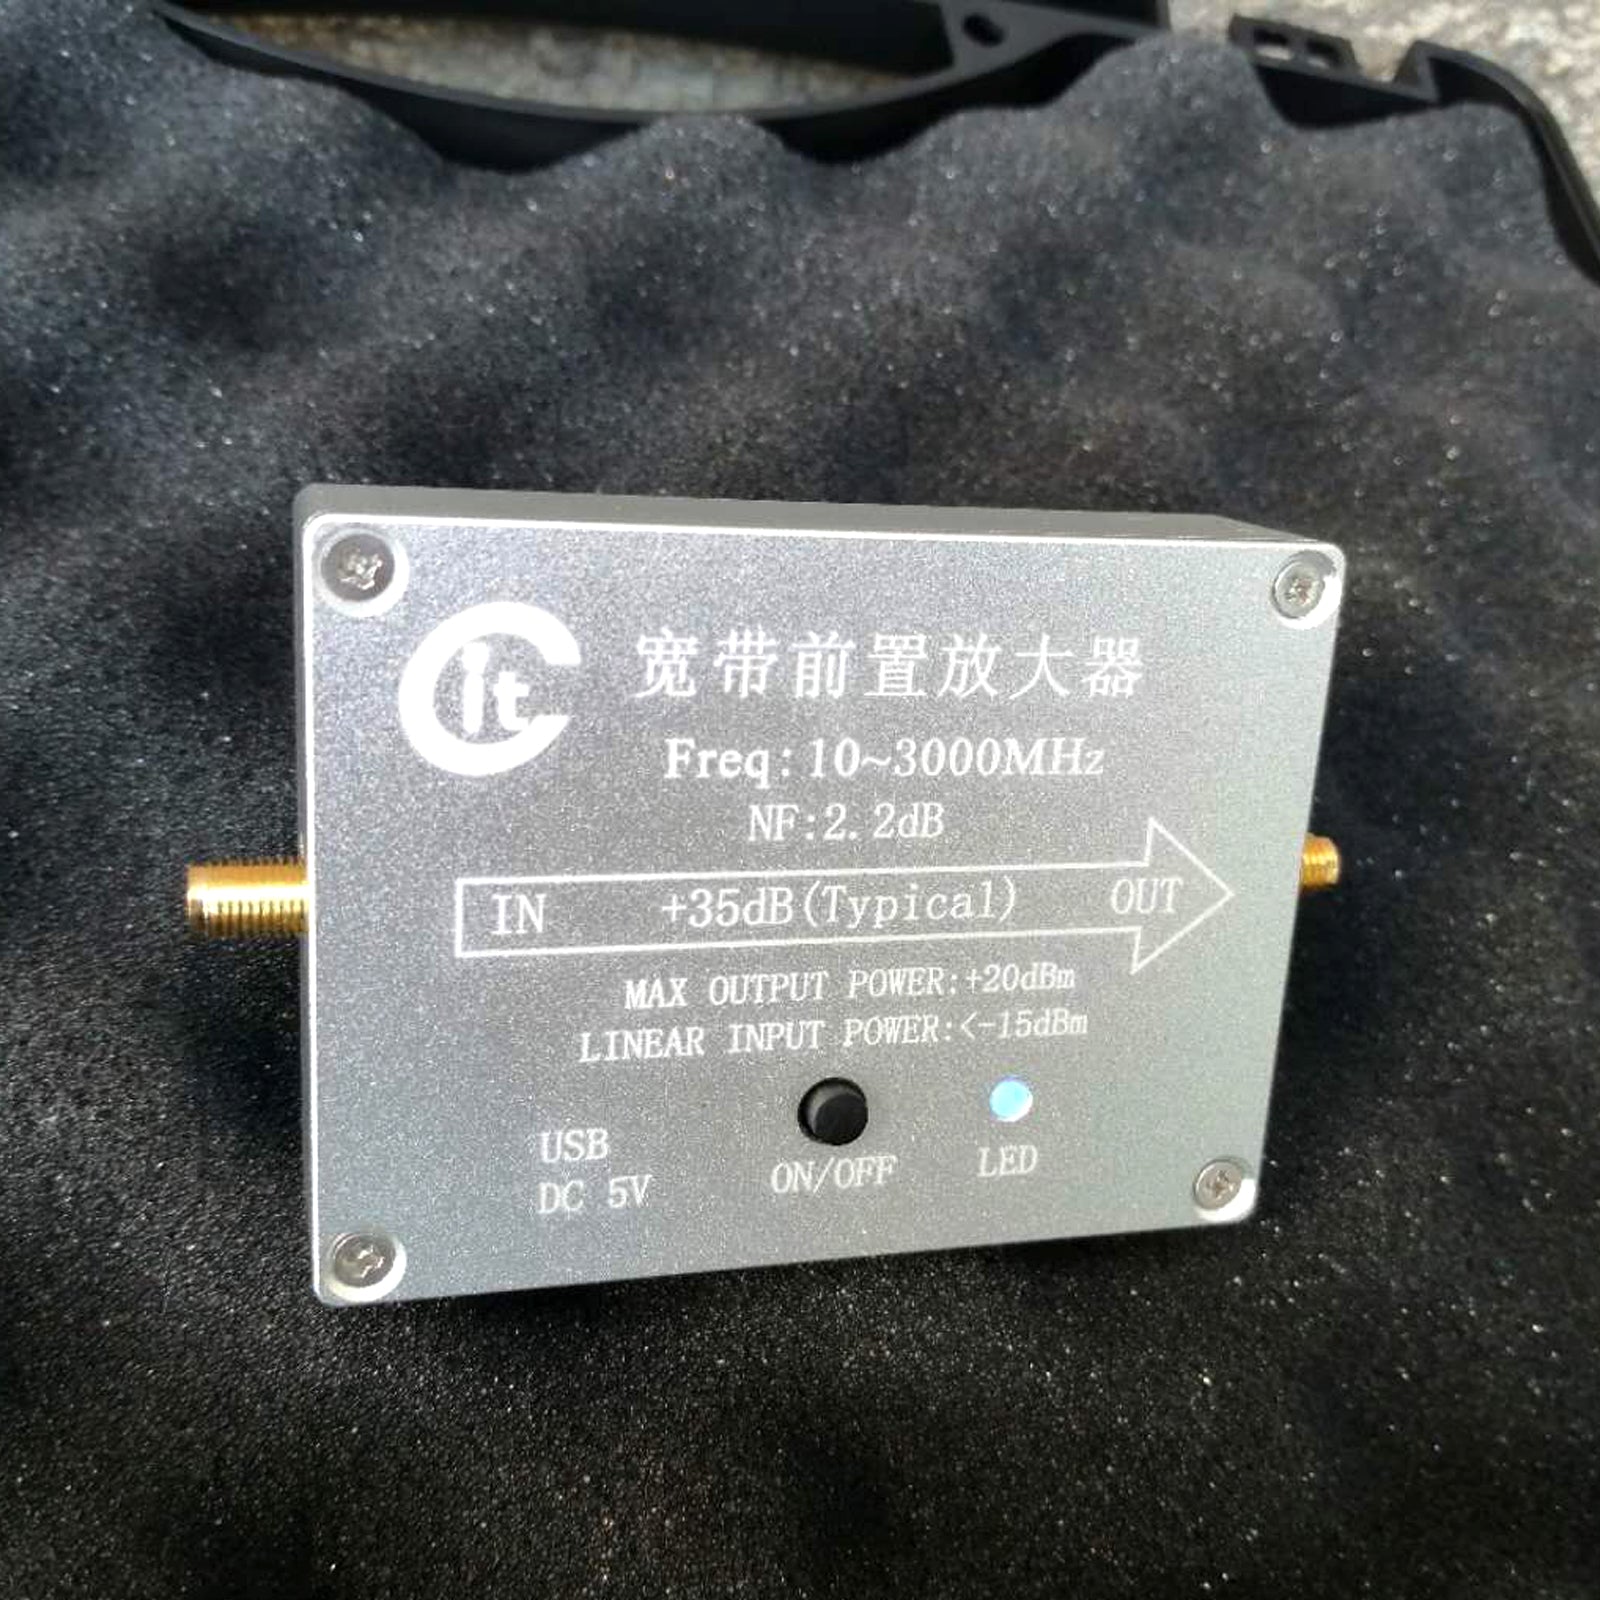 Cit
宽带前置放大器
Freq:10~3000MHz
NF:2.2dB
IN +35dB(Typical) OUT
MAX OUTPUT POWER:+20dBm
LINEAR INPUT POWER:<-15dBm
USB
DC 5V
ON/OFF
LED